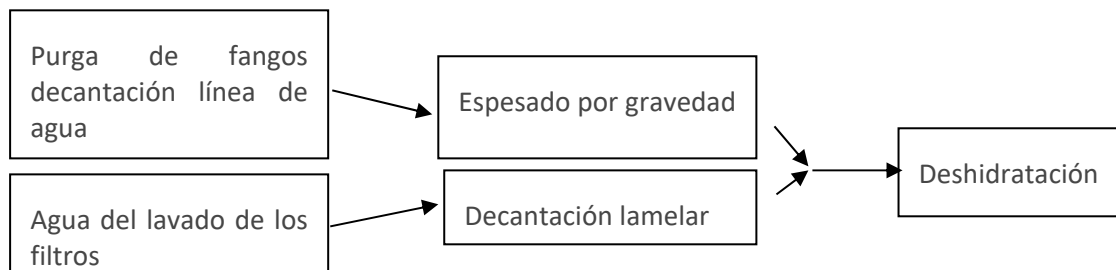 Purga de fangos
decantación línea de
agua
Espesado por gravedad
Deshidratación
Agua del lavado de los
filtros
Decantación lamelar